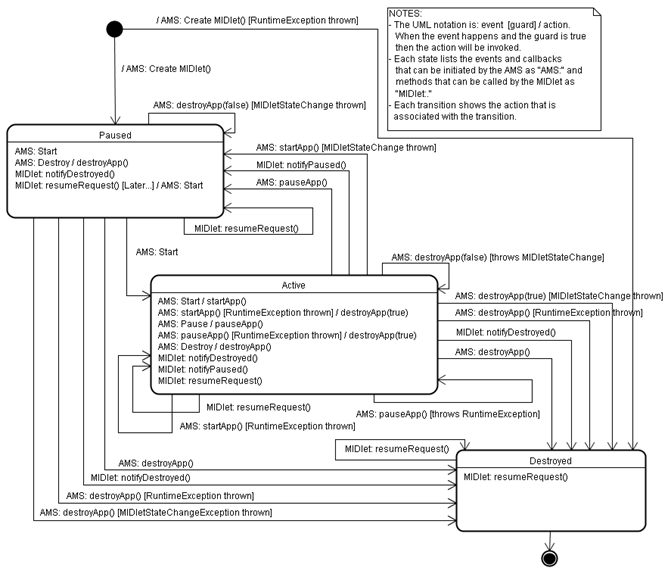 / AMS: Create MIDlet() [RuntimeException thrown]
NOTES:
- The UML notation is: event [guard] / action.
When the event happens and the guard is true
then the action will be invoked.
- Each state lists the events and callbacks
that can be initiated by the AMS as "AMS:" and
methods that can be called by the MIDlet as
"MIDlet:."
- Each transition shows the action that is
associated with the transition.
/ AMS: Create MIDlet()
AMS: destroyApp(false) [MIDletStateChange thrown]
Paused
AMS: Start
AMS: Destroy / destroyApp()
MIDlet: notifyDestroyed()
MIDlet: resumeRequest() [Later...] / AMS: Start
AMS: startApp() [MIDletStateChange thrown]
MIDlet: notifyPaused()
AMS: pauseApp()
MIDlet: resumeRequest()
AMS: Start
AMS: destroyApp(false) [throws MIDletStateChange]
Active
AMS: Start / startApp()
AMS: startApp() [RuntimeException thrown] / destroyApp(true)
AMS: Pause / pauseApp()
AMS: pauseApp() [RuntimeException thrown] / destroyApp(true)
AMS: Destroy / destroyApp()
MIDlet: notifyDestroyed()
MIDlet: notifyPaused()
MIDlet: resumeRequest()
AMS: destroyApp(true) [MIDletStateChange thrown]
AMS: destroyApp() [RuntimeException thrown]
MIDlet: notifyDestroyed()
AMS: destroyApp()
MIDlet: resumeRequest()
AMS: pauseApp() [throws RuntimeException]
AMS: startApp() [RuntimeException thrown]
MIDlet: resumeRequest()
Destroyed
MIDlet: resumeRequest()
AMS: destroyApp()
MIDlet: notifyDestroyed()
AMS: destroyApp() [RuntimeException thrown]
AMS: destroyApp() [MIDletStateChangeException thrown]